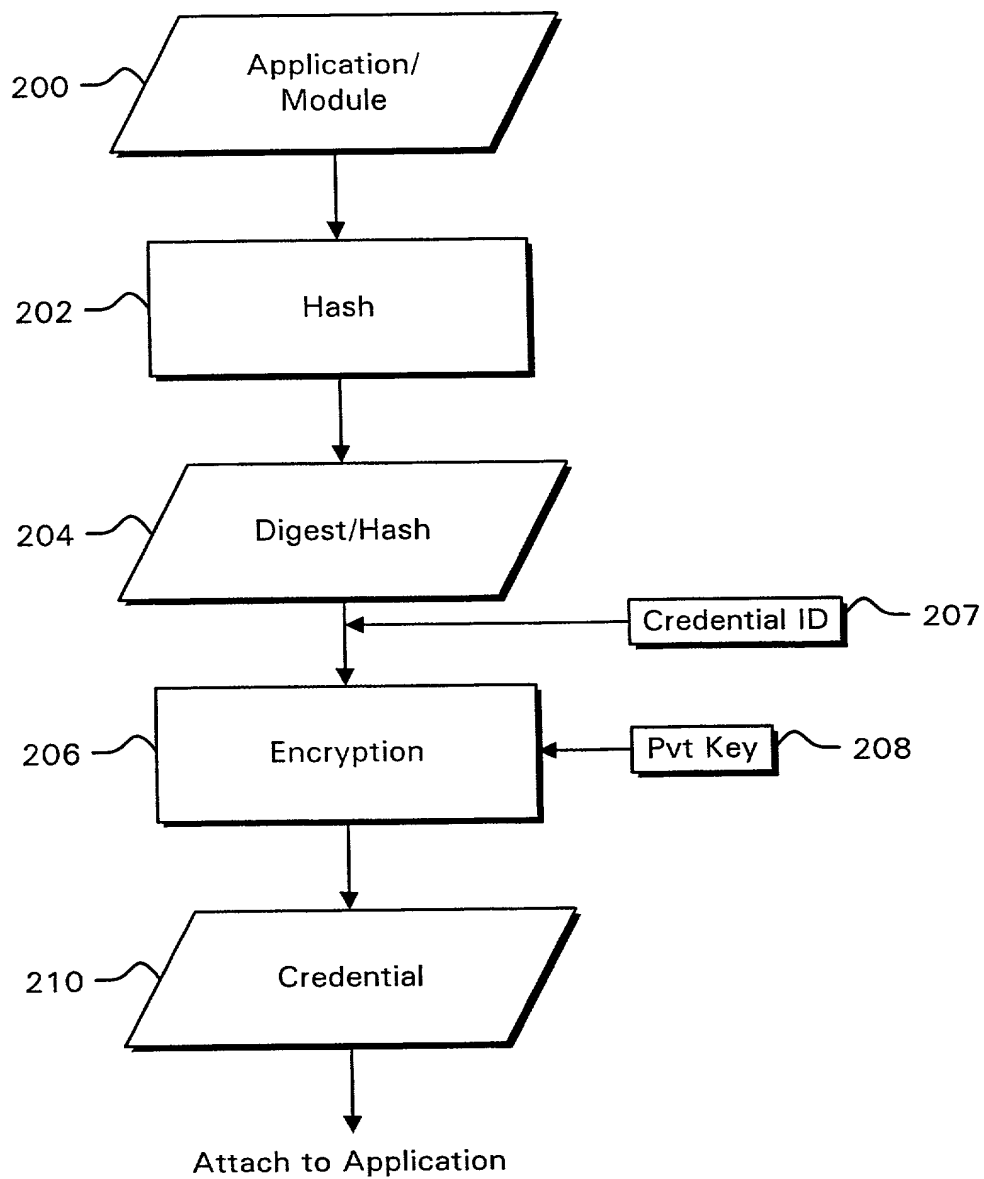 Application/
Module
200
Hash
202
Digest/Hash
204
Credential ID
207
Encryption
206
Pvt Key
208
Credential
210
Attach to Application